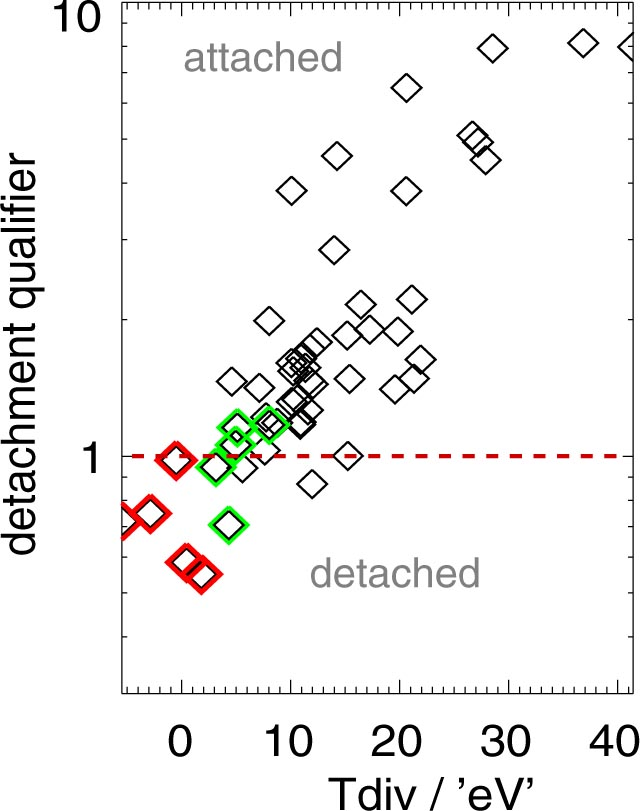 10
attached
detachment qualifier
1
detached
0 10 20 30 40
Tdiv / 'eV'